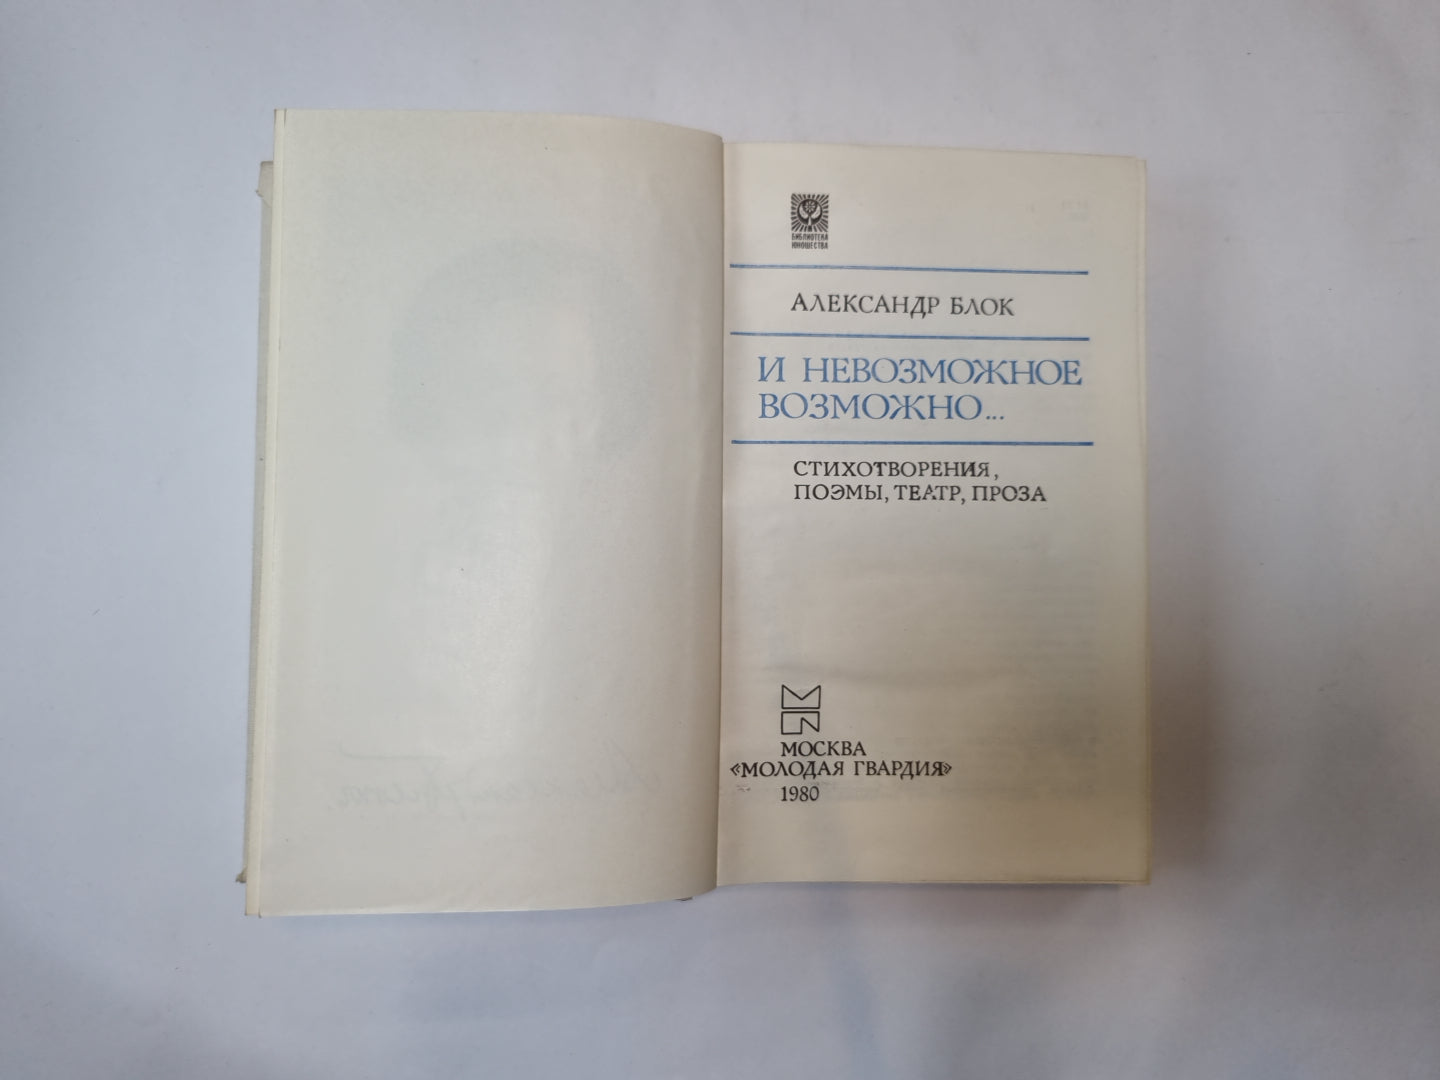 БИБЛИОТЕКА
ЮНОШЕСТВА
АЛЕКСАНДР БЛОК
И НЕВОЗМОЖНОЕ
ВОЗМОЖНО...
СТИХОТВОРЕНИЯ,
ПОЭМЫ, ТЕАТР, ПРОЗА
МОСКВА
«МОЛОДАЯ ГВАРДИЯ»
1980